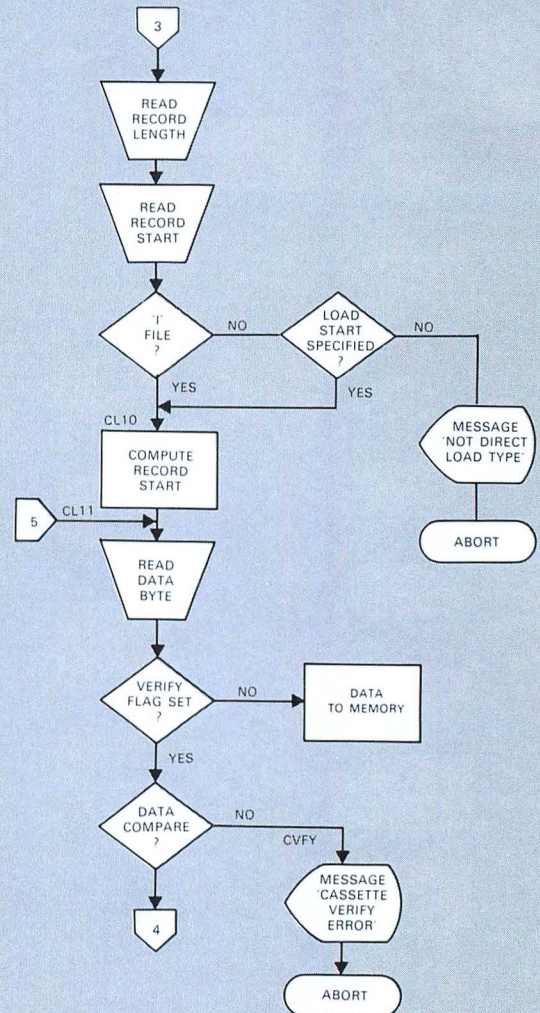 3
READ
RECORD
LENGTH
READ
RECORD
START
'I'
FILE
?
NO
LOAD
START
SPECIFIED
?
NO
YES
YES
CL10
COMPUTE
RECORD
START
MESSAGE
'NOT DIRECT
LOAD TYPE'
5
CL11
ABORT
READ
DATA
BYTE
VERIFY
FLAG SET
?
NO
DATA
TO MEMORY
YES
DATA
COMPARE
?
NO
CVFY
MESSAGE
'CASSETTE
VERIFY
ERROR'
4
ABORT